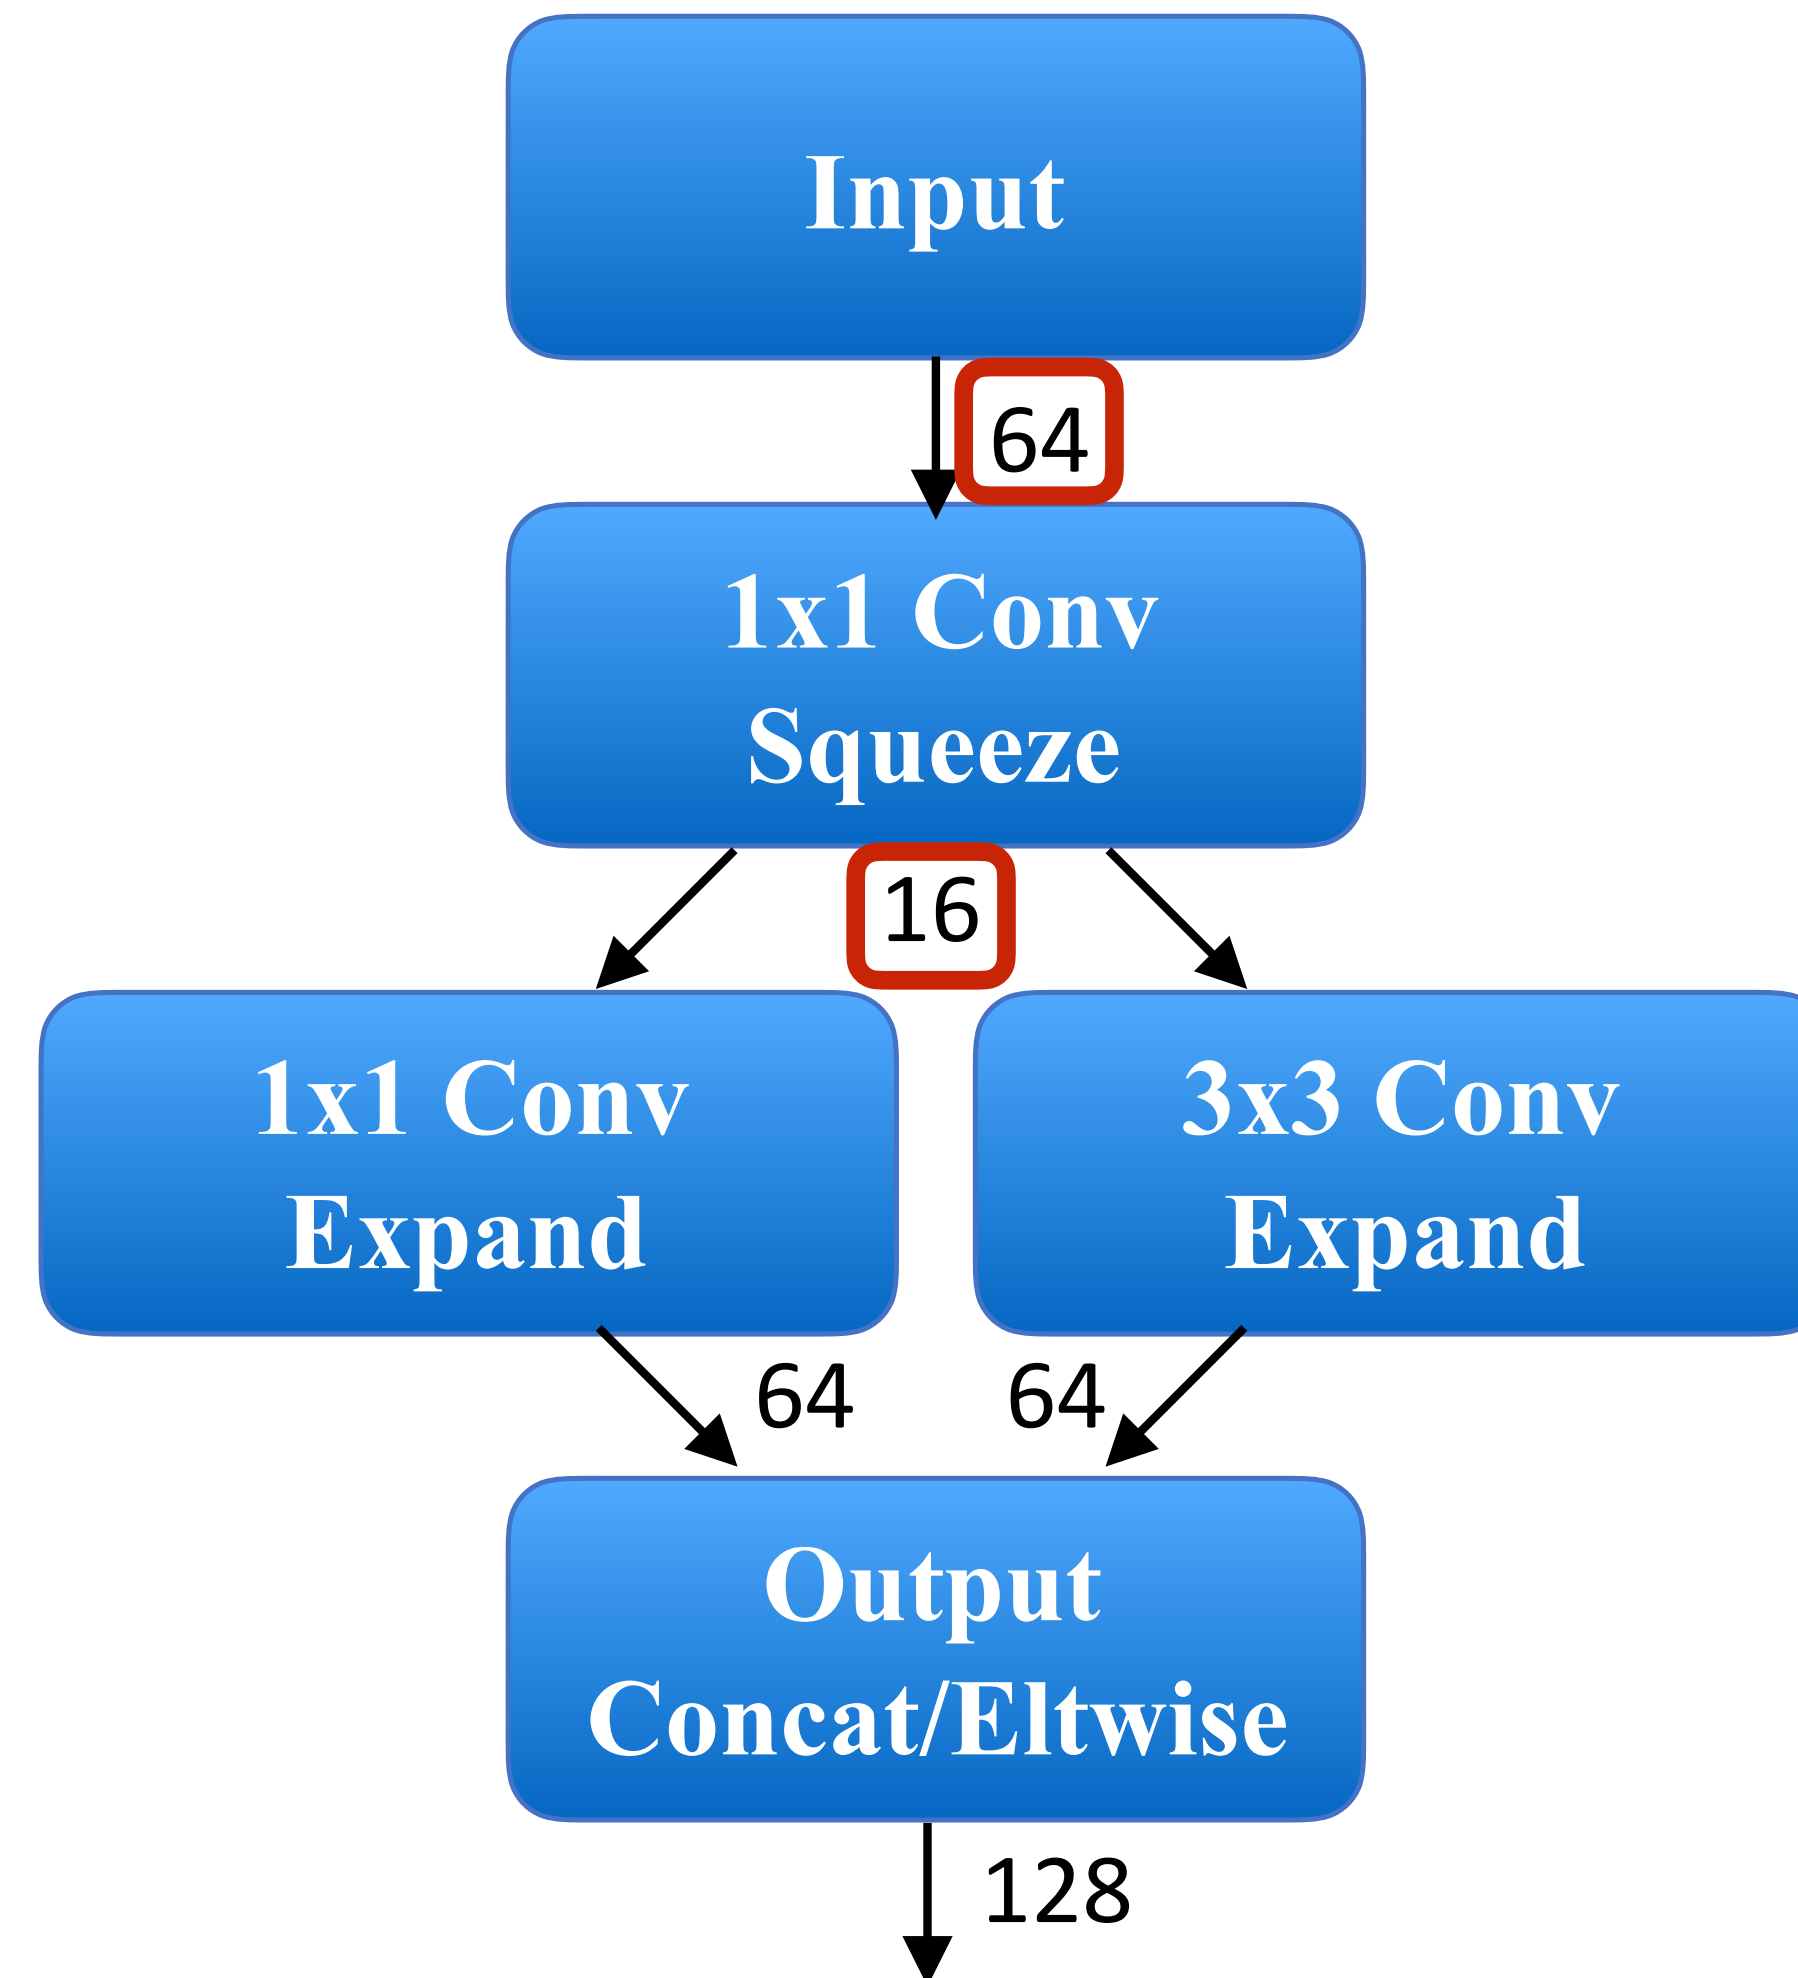 Input
64
1x1 Conv
Squeeze
16
1x1 Conv
Expand
3x3 Conv
Expand
64
64
Output
Concat/Eltwise
128